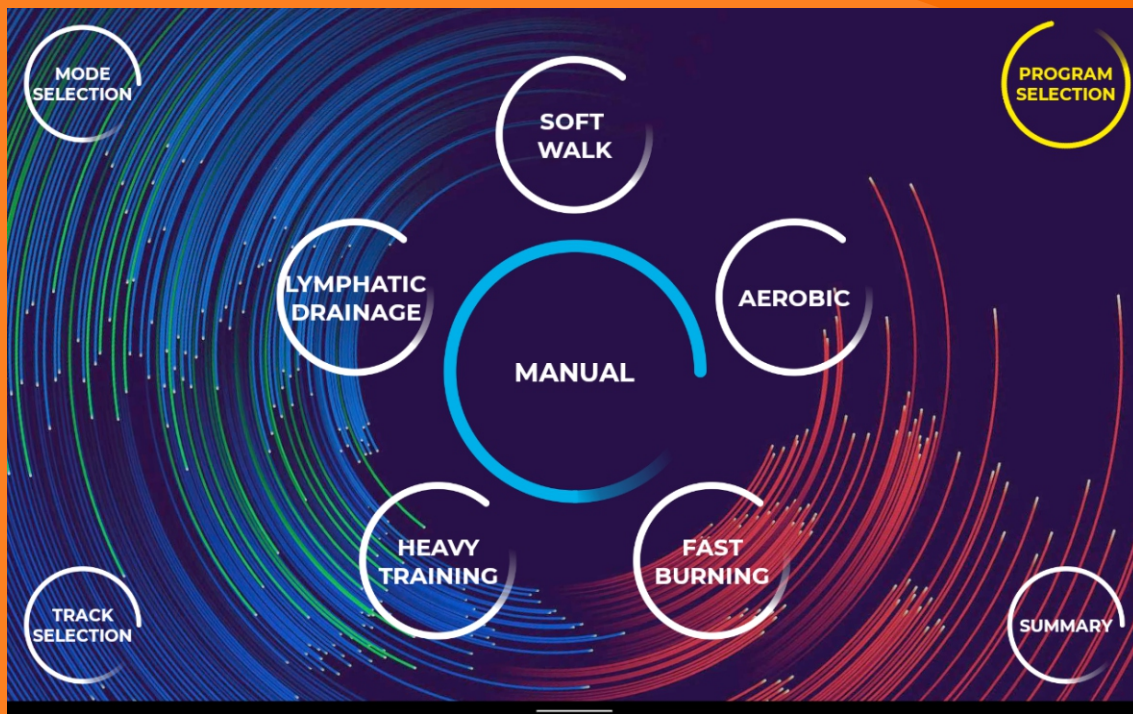 MODE
SELECTION
PROGRAM
SELECTION
SOFT
WALK
LYMPHATIC
DRAINAGE
AEROBIC
MANUAL
HEAVY
TRAINING
FAST
BURNING
TRACK
SELECTION
SUMMARY